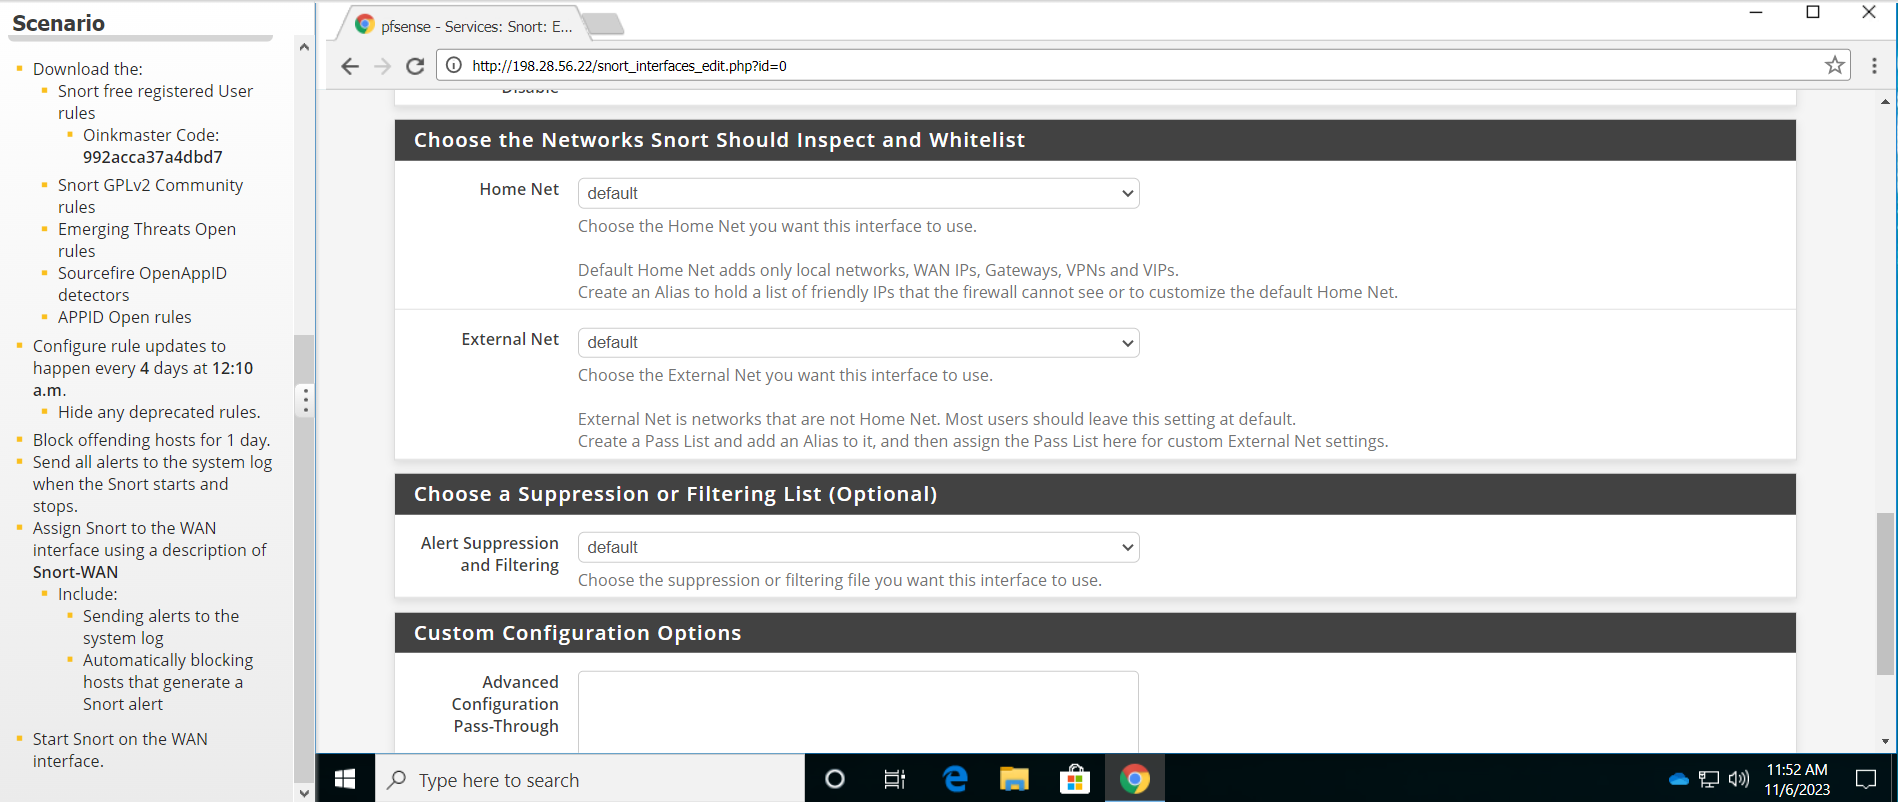 Scenario
Download the:
Snort free registered User
rules
Oinkmaster Code:
992acca37a4dbd7
Snort GPLv2 Community
rules
Emerging Threats Open
rules
Sourcefire OpenAppID
detectors
APPID Open rules
Configure rule updates to
happen every 4 days at 12:10
a.m.
Hide any deprecated rules.
Block offending hosts for 1 day.
Send all alerts to the system log
when the Snort starts and
stops.
Assign Snort to the WAN
interface using a description of
Snort-WAN
Include:
Sending alerts to the
system log
Automatically blocking
hosts that generate a
Snort alert
Start Snort on the WAN
interface.
pfsense - Services: Snort: E...
http://198.28.56.22/snort_interfaces_edit.php?id=0
Disable
Choose the Networks Snort Should Inspect and Whitelist
Home Net
default
Choose the Home Net you want this interface to use.
Default Home Net adds only local networks, WAN IPs, Gateways, VPNs and VIPs.
Create an Alias to hold a list of friendly IPs that the firewall cannot see or to customize the default Home Net.
External Net
default
Choose the External Net you want this interface to use.
External Net is networks that are not Home Net. Most users should leave this setting at default.
Create a Pass List and add an Alias to it, and then assign the Pass List here for custom External Net settings.
Choose a Suppression or Filtering List (Optional)
Alert Suppression
and Filtering
default
Choose the suppression or filtering file you want this interface to use.
Custom Configuration Options
Advanced
Configuration
Pass-Through
Type here to search
11:52 AM
11/6/2023